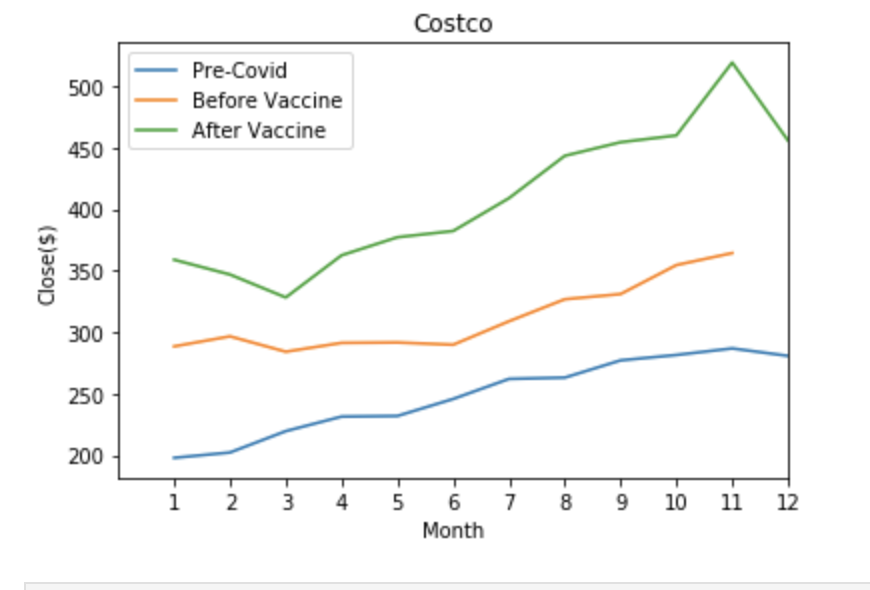 Costco
Pre-Covid
Before Vaccine
After Vaccine
500
450
400
350
300
250
200
Close($)
1 2 3 4 5 6 7 8 9 10 11 12
Month